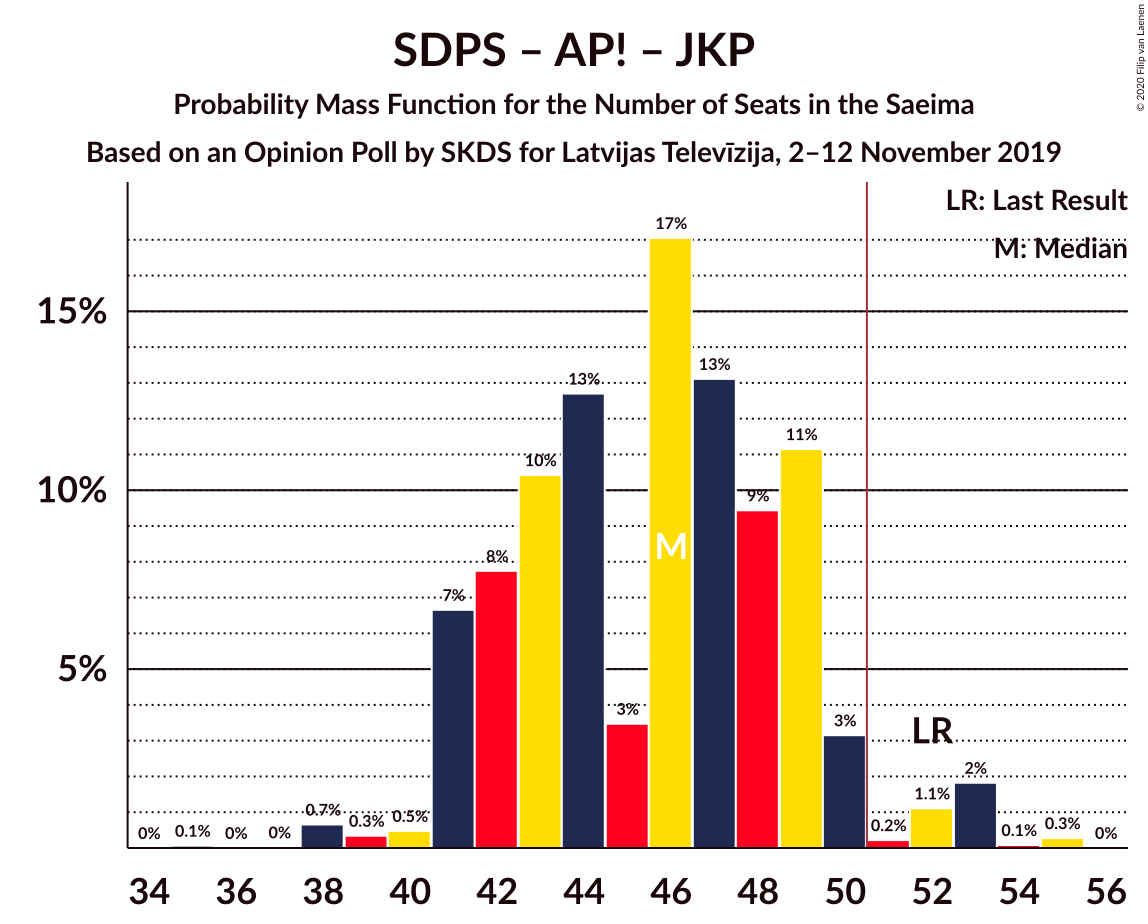 SDPS – AP! – JKP
Probability Mass Function for the Number of Seats in the Saeima
Based on an Opinion Poll by SKDS for Latvijas Televīzija, 2–12 November 2019
© 2020 Filip van Laenen
LR: Last Result
M: Median
15%
10%
5%
0%
0.1%
0%
0%
0.7%
0.3%
0.5%
7%
8%
10%
13%
3%
17%
13%
9%
11%
3%
0.2%
1.1%
2%
0.1%
0.3%
0%
M
LR
34 36 38 40 42 44 46 48 50 52 54 56